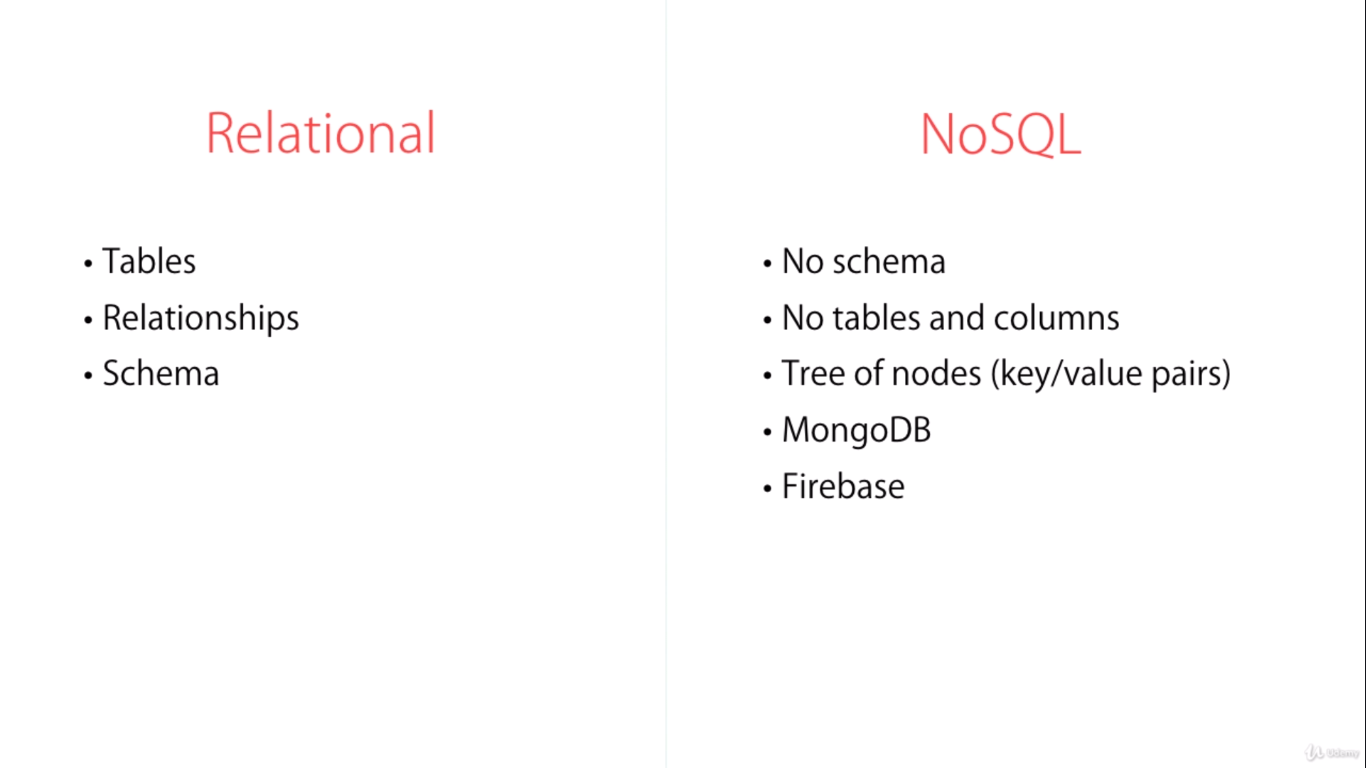 Relational
• Tables
• Relationships
• Schema
NoSQL
• No schema
• No tables and columns
• Tree of nodes (key/value pairs)
• MongoDB
• Firebase
Udemy